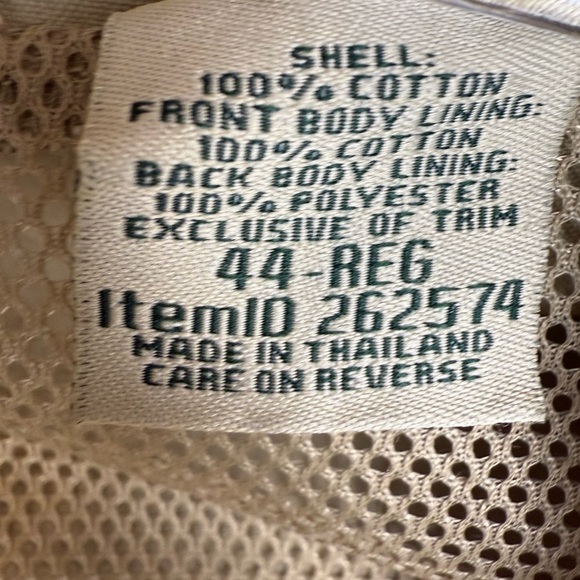 SHELL:
100% COTTON
FRONT BODY LINING:
100% COTTON
BACK BODY LINING:
100% POLYESTER
EXCLUSIVE OF TRIM
44-REG
ItemID 262574
MADE IN THAILAND
CARE ON REVERSE